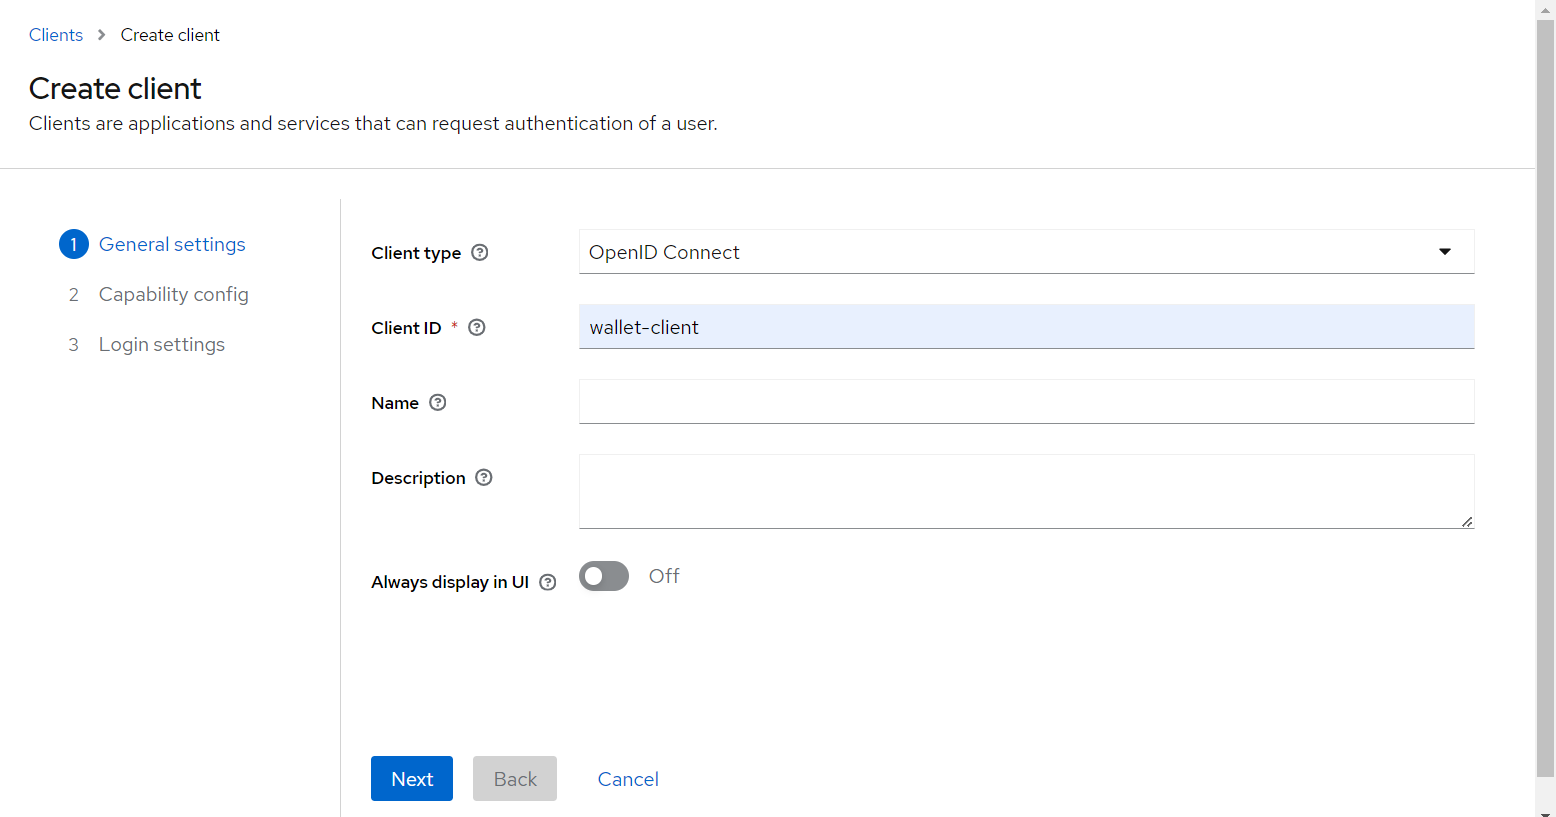 Clients > Create client
Create client
Clients are applications and services that can request authentication of a user.
1 General settings
2 Capability config
3 Login settings
Client type
OpenID Connect
Client ID *
wallet-client
Name
Description
Always display in UI
Off
Next
Back
Cancel